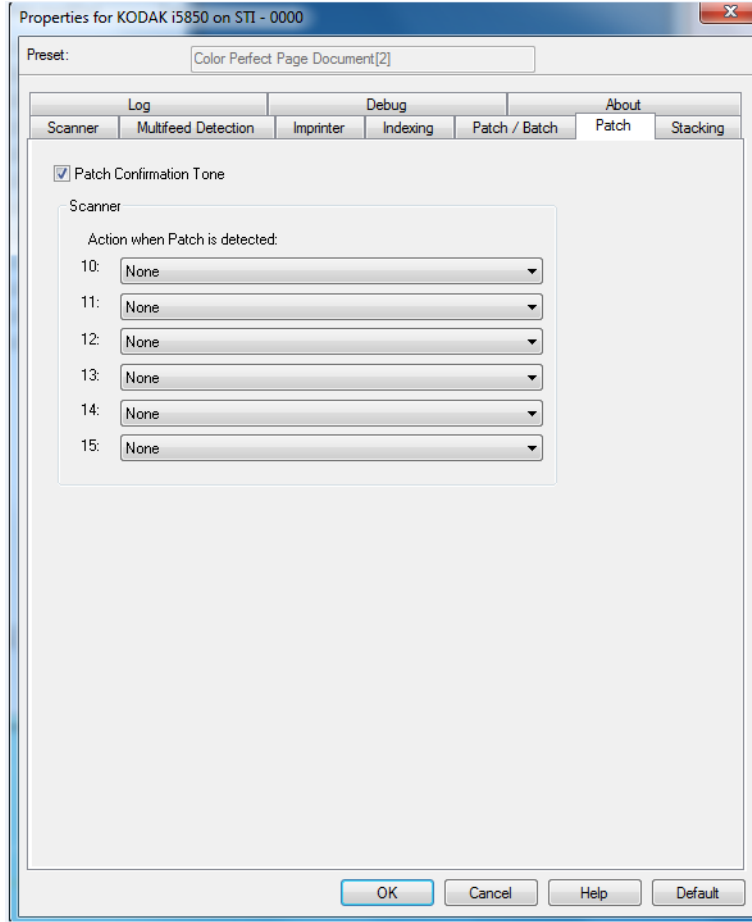 Properties for KODAK i5850 on STI - 0000
Preset: Color Perfect Page Document[2]
Log Debug About
Scanner Multifeed Detection Imprinter Indexing Patch / Batch Patch Stacking
Patch Confirmation Tone
Scanner
Action when Patch is detected:
10: None
11: None
12: None
13: None
14: None
15: None
OK Cancel Help Default